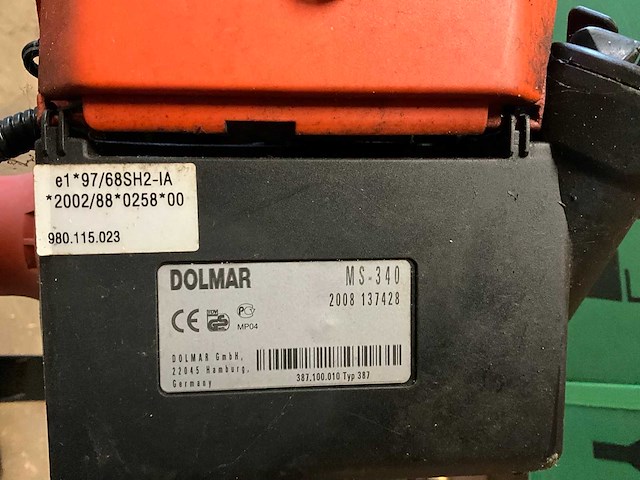 e1*97/68SH2-IA
*2002/88*0258*00
980.115.023
DOLMAR
MS-340
2008 137428
CE
MP04
DOLMAR GmbH,
22045 Hamburg,
Germany
387.100.010 Typ 387